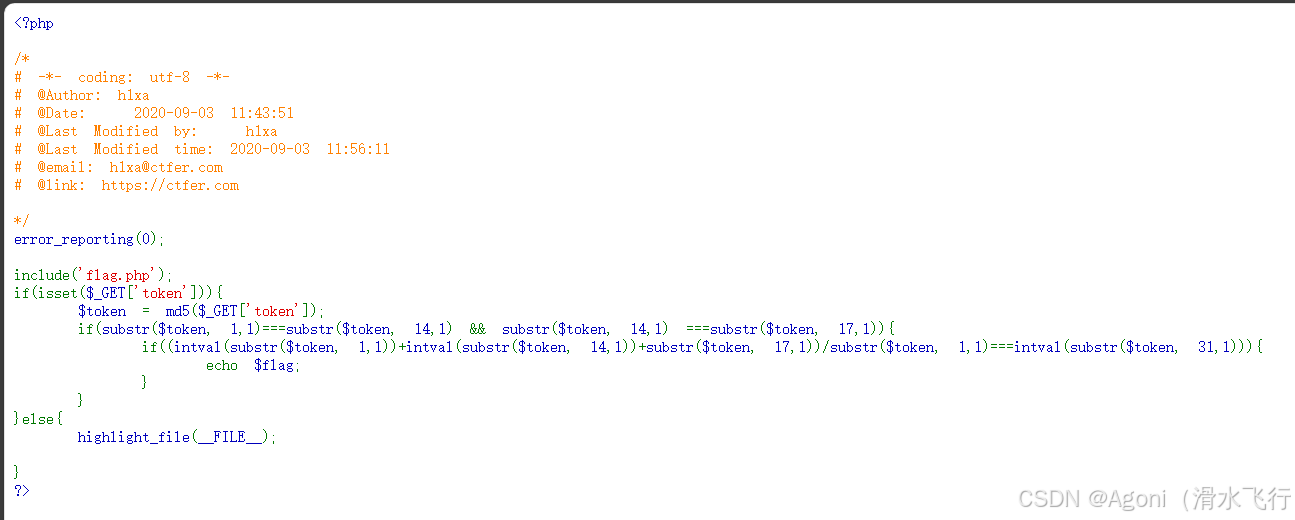 <?php
/*
# -*- coding: utf-8 -*-
# @Author: h1xa
# @Date:   2020-09-03 11:43:51
# @Last Modified by:   h1xa
# @Last Modified time: 2020-09-03 11:56:11
# @email: h1xa@ctfer.com
# @link: https://ctfer.com
*/
error_reporting(0);
include('flag.php');
if(isset($_GET['token'])){
$token = md5($_GET['token']);
if(substr($token, 1,1)===substr($token, 14,1) && substr($token, 14,1) ===substr($token, 17,1)){
if((intval(substr($token, 1,1))+intval(substr($token, 14,1))+substr($token, 17,1))/substr($token, 1,1)===intval(substr($token, 31,1))){
echo $flag;
}
}
}else{
highlight_file(__FILE__);
}
?>
CSDN @Agoni（滑水飞行